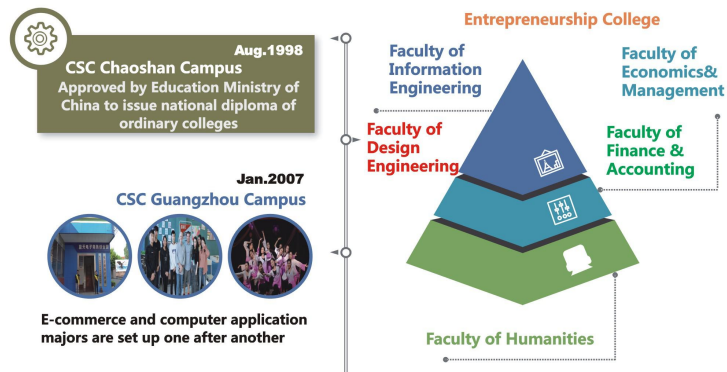 Aug.1998
CSC Chaoshan Campus
Approved by Education Ministry of
China to issue national diploma of
ordinary colleges
Jan.2007
CSC Guangzhou Campus
E-commerce and computer application
majors are set up one after another
Entrepreneurship College
Faculty of
Information
Engineering
Faculty of
Economics&
Management
Faculty of
Design
Engineering
Faculty of
Finance &
Accounting
Faculty of Humanities